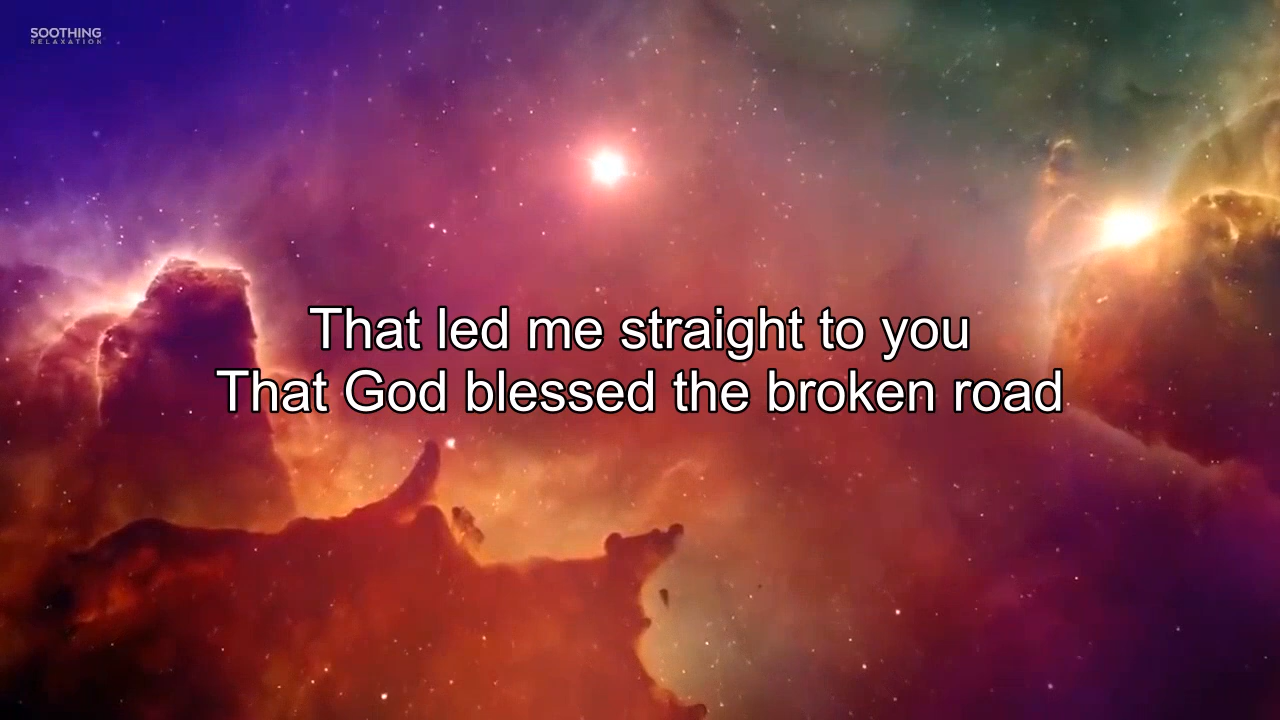 SOOTHING
RELAXATION
That led me straight to you
That God blessed the broken road